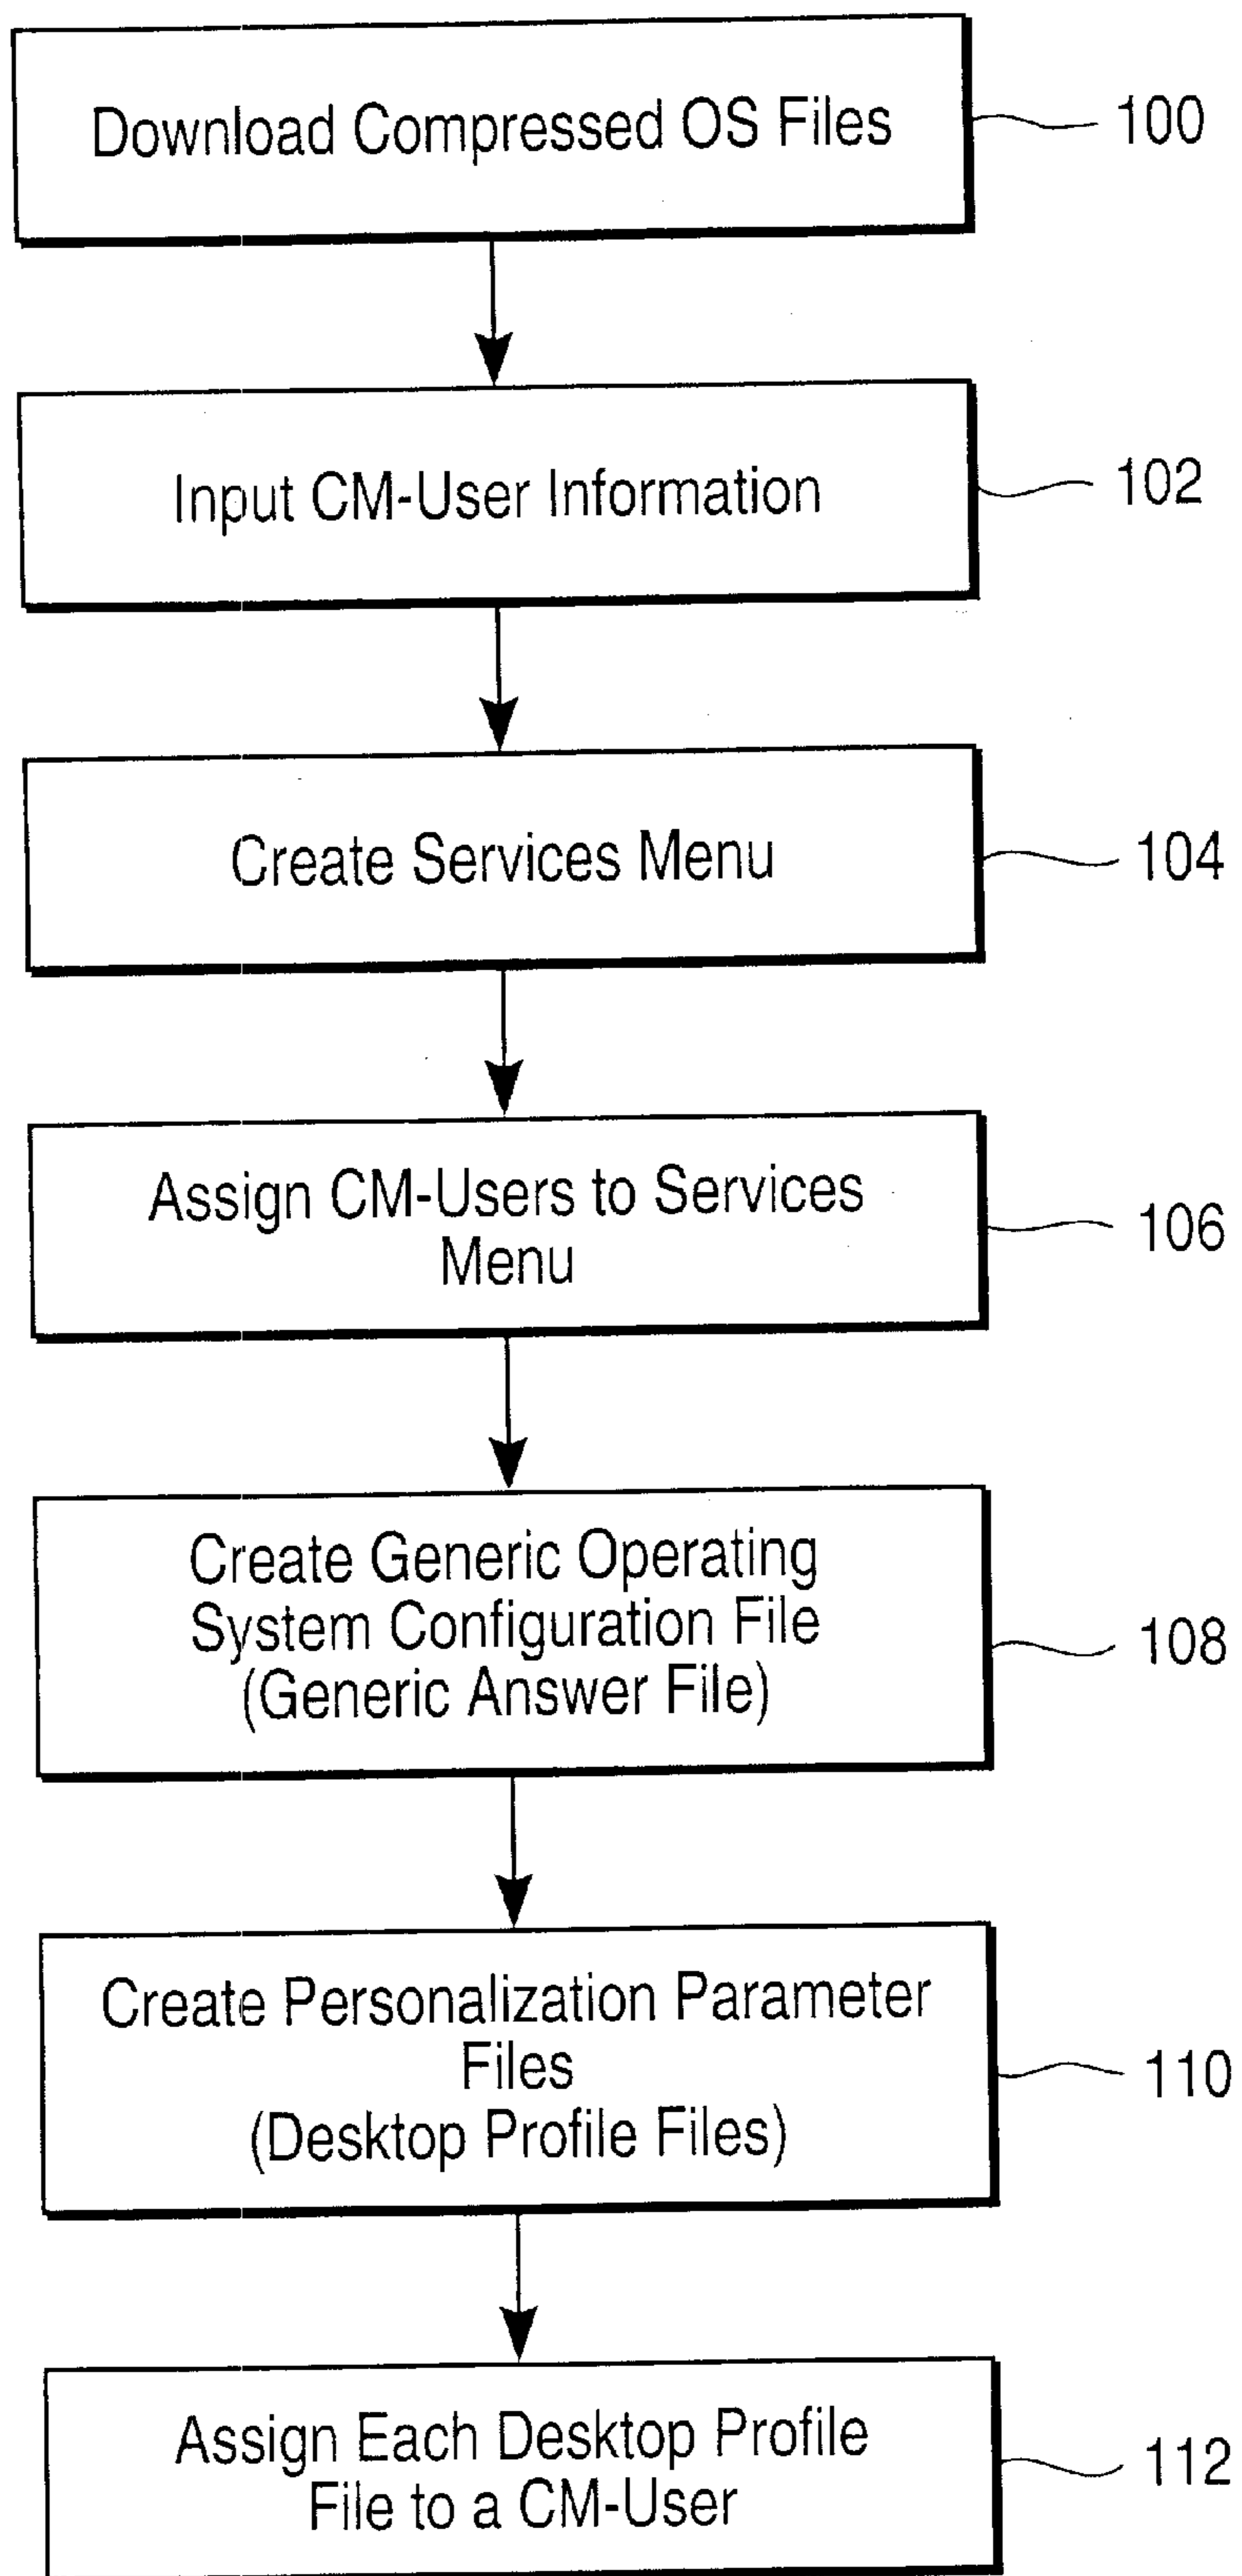 Download Compressed OS Files
100
Input CM-User Information
102
Create Services Menu
104
Assign CM-Users to Services
Menu
106
Create Generic Operating
System Configuration File
(Generic Answer File)
108
Create Personalization Parameter
Files
(Desktop Profile Files)
110
Assign Each Desktop Profile
File to a CM-User
112